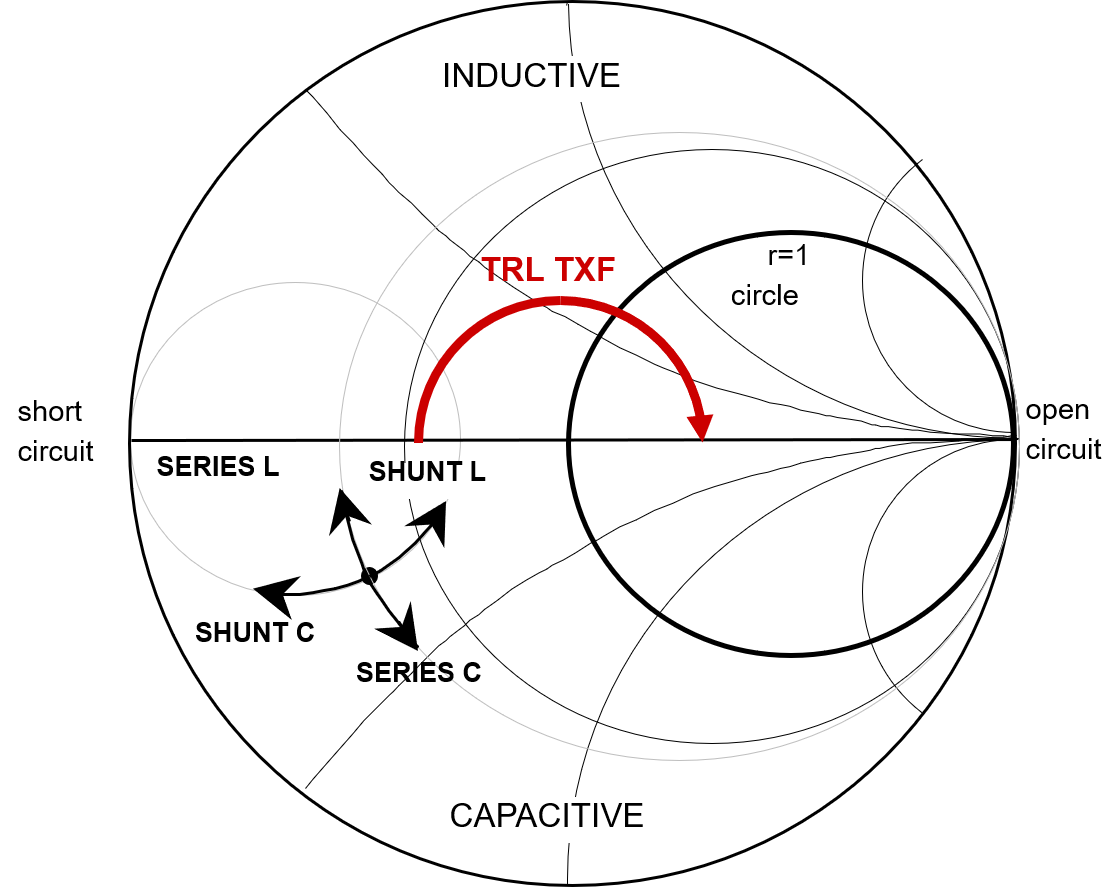 INDUCTIVE
r=1
circle
TRL TXF
short
circuit
open
circuit
SERIES L
SHUNT L
SHUNT C
SERIES C
CAPACITIVE